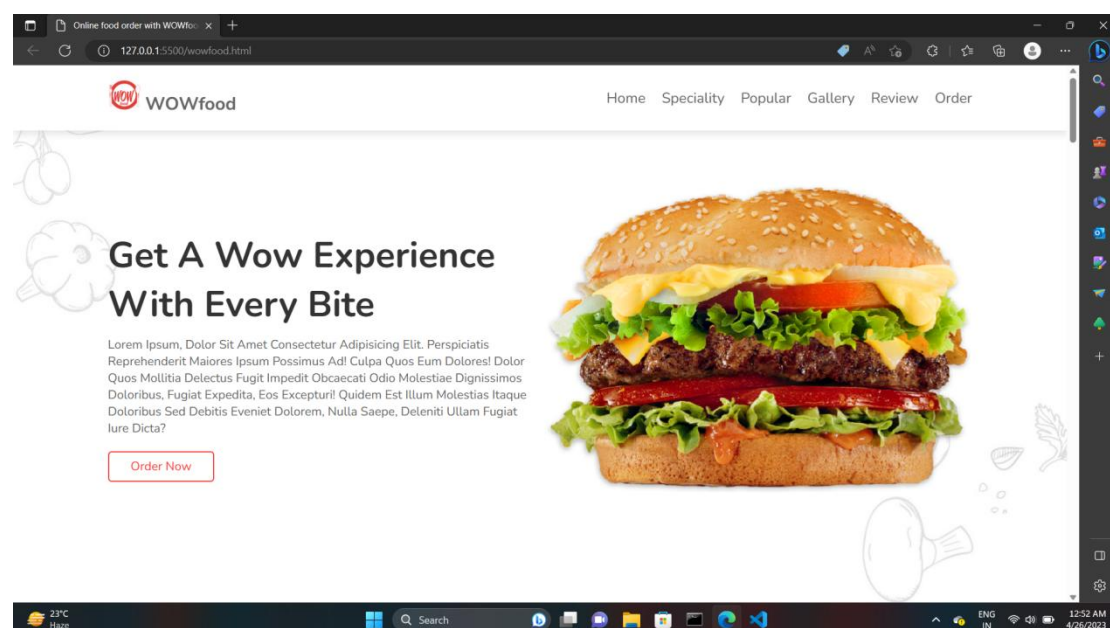 Online food order with WOWfoo
127.0.0.1:5500/wowfood.html
WOW
WOWfood
Home Speciality Popular Gallery Review Order
Get A Wow Experience
With Every Bite
Lorem Ipsum, Dolor Sit Amet Consectetur Adipisicing Elit. Perspiciatis
Reprehenderit Maiores Ipsum Possimus Ad! Culpa Quos Eum Dolores! Dolor
Quos Mollitia Delectus Fugit Impedit Obcaecati Odio Molestiae Dignissimos
Doloribus, Fugiat Expedita, Eos Excepturi! Quidem Est Illum Molestias Itaque
Doloribus Sed Debitis Eveniet Dolorem, Nulla Saepe, Deleniti Ullam Fugiat
Iure Dicta?
Order Now
23°C
Haze
Search
ENG
IN
12:52 AM
4/26/2023